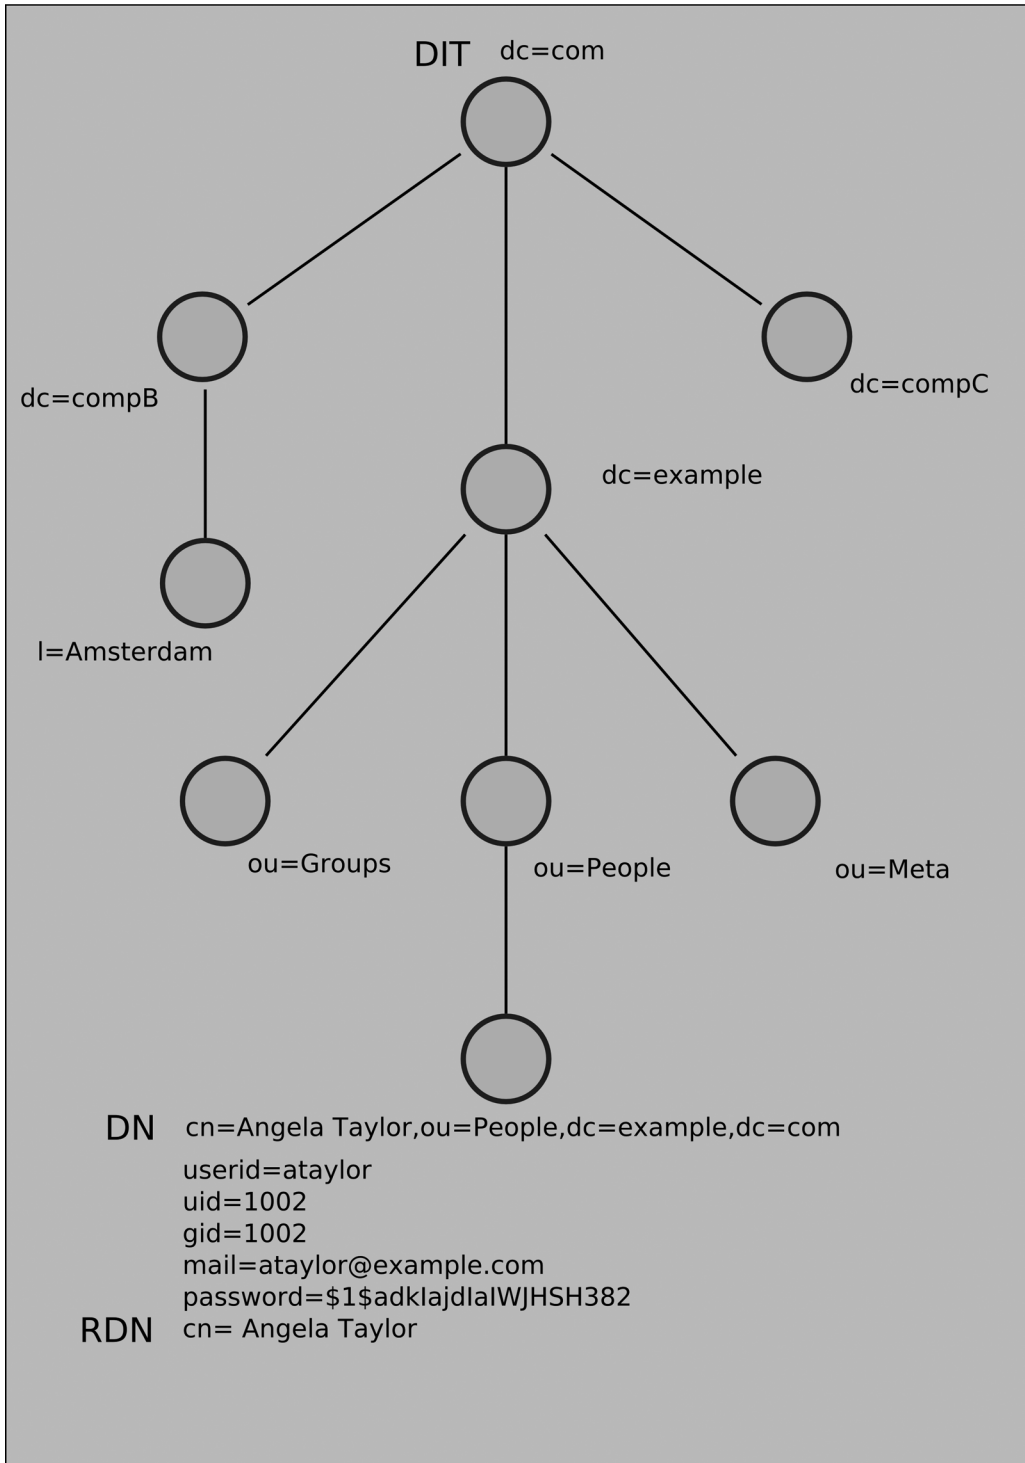 DIT dc=com
dc=compB
dc=compC
dc=example
l=Amsterdam
ou=Groups
ou=People
ou=Meta
DN cn=Angela Taylor,ou=People,dc=example,dc=com
userid=ataylor
uid=1002
gid=1002
mail=ataylor@example.com
password=$1$adkIajdIaIWJHSH382
RDN cn= Angela Taylor